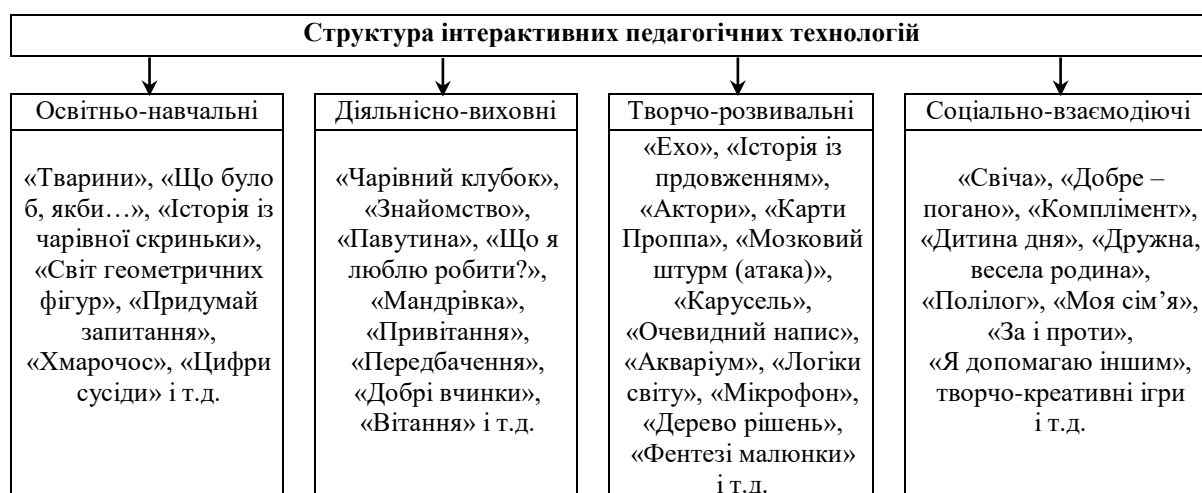 Структура інтерактивних педагогічних технологій
Освітньо-навчальні
«Тварини», «Що було
б, якби…», «Історія із
чарівної скриньки»,
«Світ геометричних
фігур», «Придумай
запитання»,
«Хмарочос», «Цифри
сусіди» і т.д.
Діяльнісно-виховні
«Чарівний клубок»,
«Знайомство»,
«Павутина», «Що я
люблю робити?»,
«Мандрівка»,
«Привітання»,
«Передбачення»,
«Добрі вчинки»,
«Вітання» і т.д.
Творчо-розвивальні
«Ехо», «Історія із
прдовженням»,
«Актори», «Карти
Проппа», «Мозковий
штурм (атака)»,
«Карусель»,
«Очевидний напис»,
«Акваріум», «Логіки
світу», «Мікрофон»,
«Дерево рішень»,
«Фентезі малюнки»
і т.д.
Соціально-взаємодіючі
«Свіча», «Добре –
погано», «Комплімент»,
«Дитина дня», «Дружна,
весела родина»,
«Полілог», «Моя сім’я»,
«За і проти»,
«Я допомагаю іншим»,
творчо-креативні ігри
і т.д.